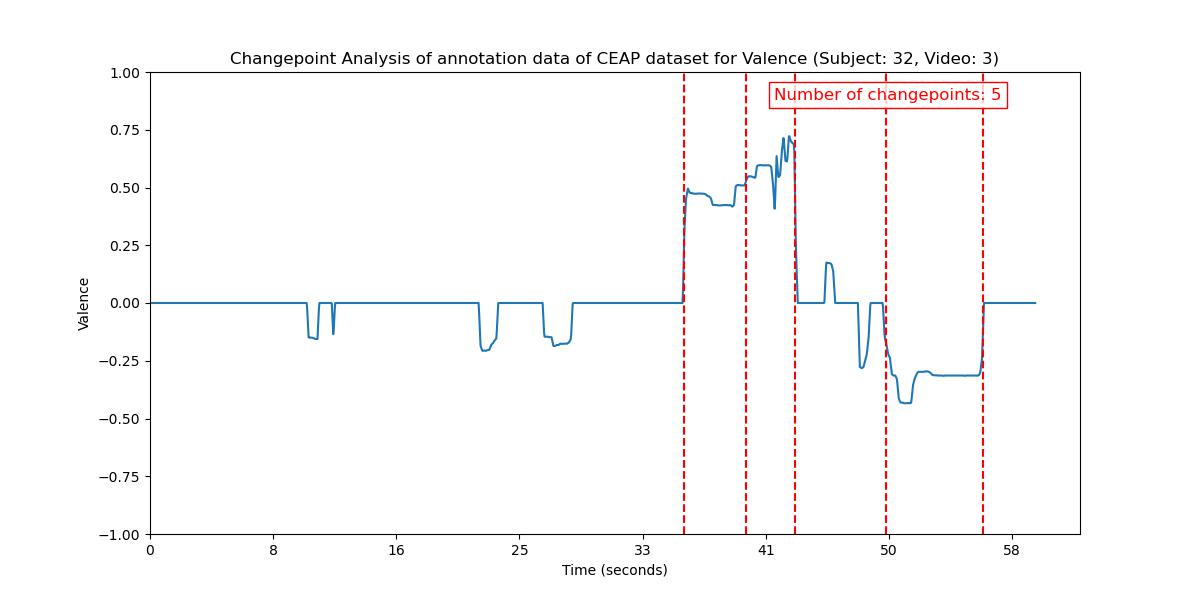 Changepoint Analysis of annotation data of CEAP dataset for Valence (Subject: 32, Video: 3)
Number of changepoints: 5
Valence
1.00
0.75
0.50
0.25
0.00
−0.25
−0.50
−0.75
−1.00
0 8 16 25 33 41 50 58
Time (seconds)